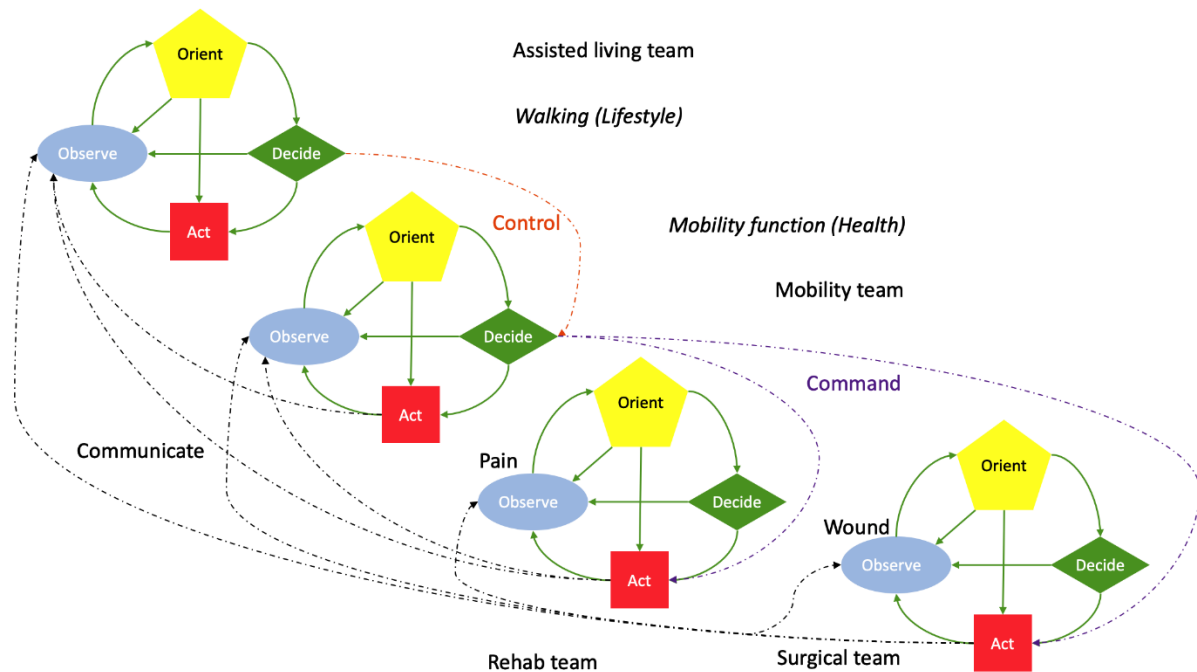 Orient
Assisted living team
Walking (Lifestyle)
Observe
Decide
Act
Control
Orient
Mobility function (Health)
Mobility team
Observe
Decide
Command
Act
Communicate
Orient
Pain
Observe
Decide
Orient
Wound
Observe
Decide
Act
Act
Rehab team
Surgical team